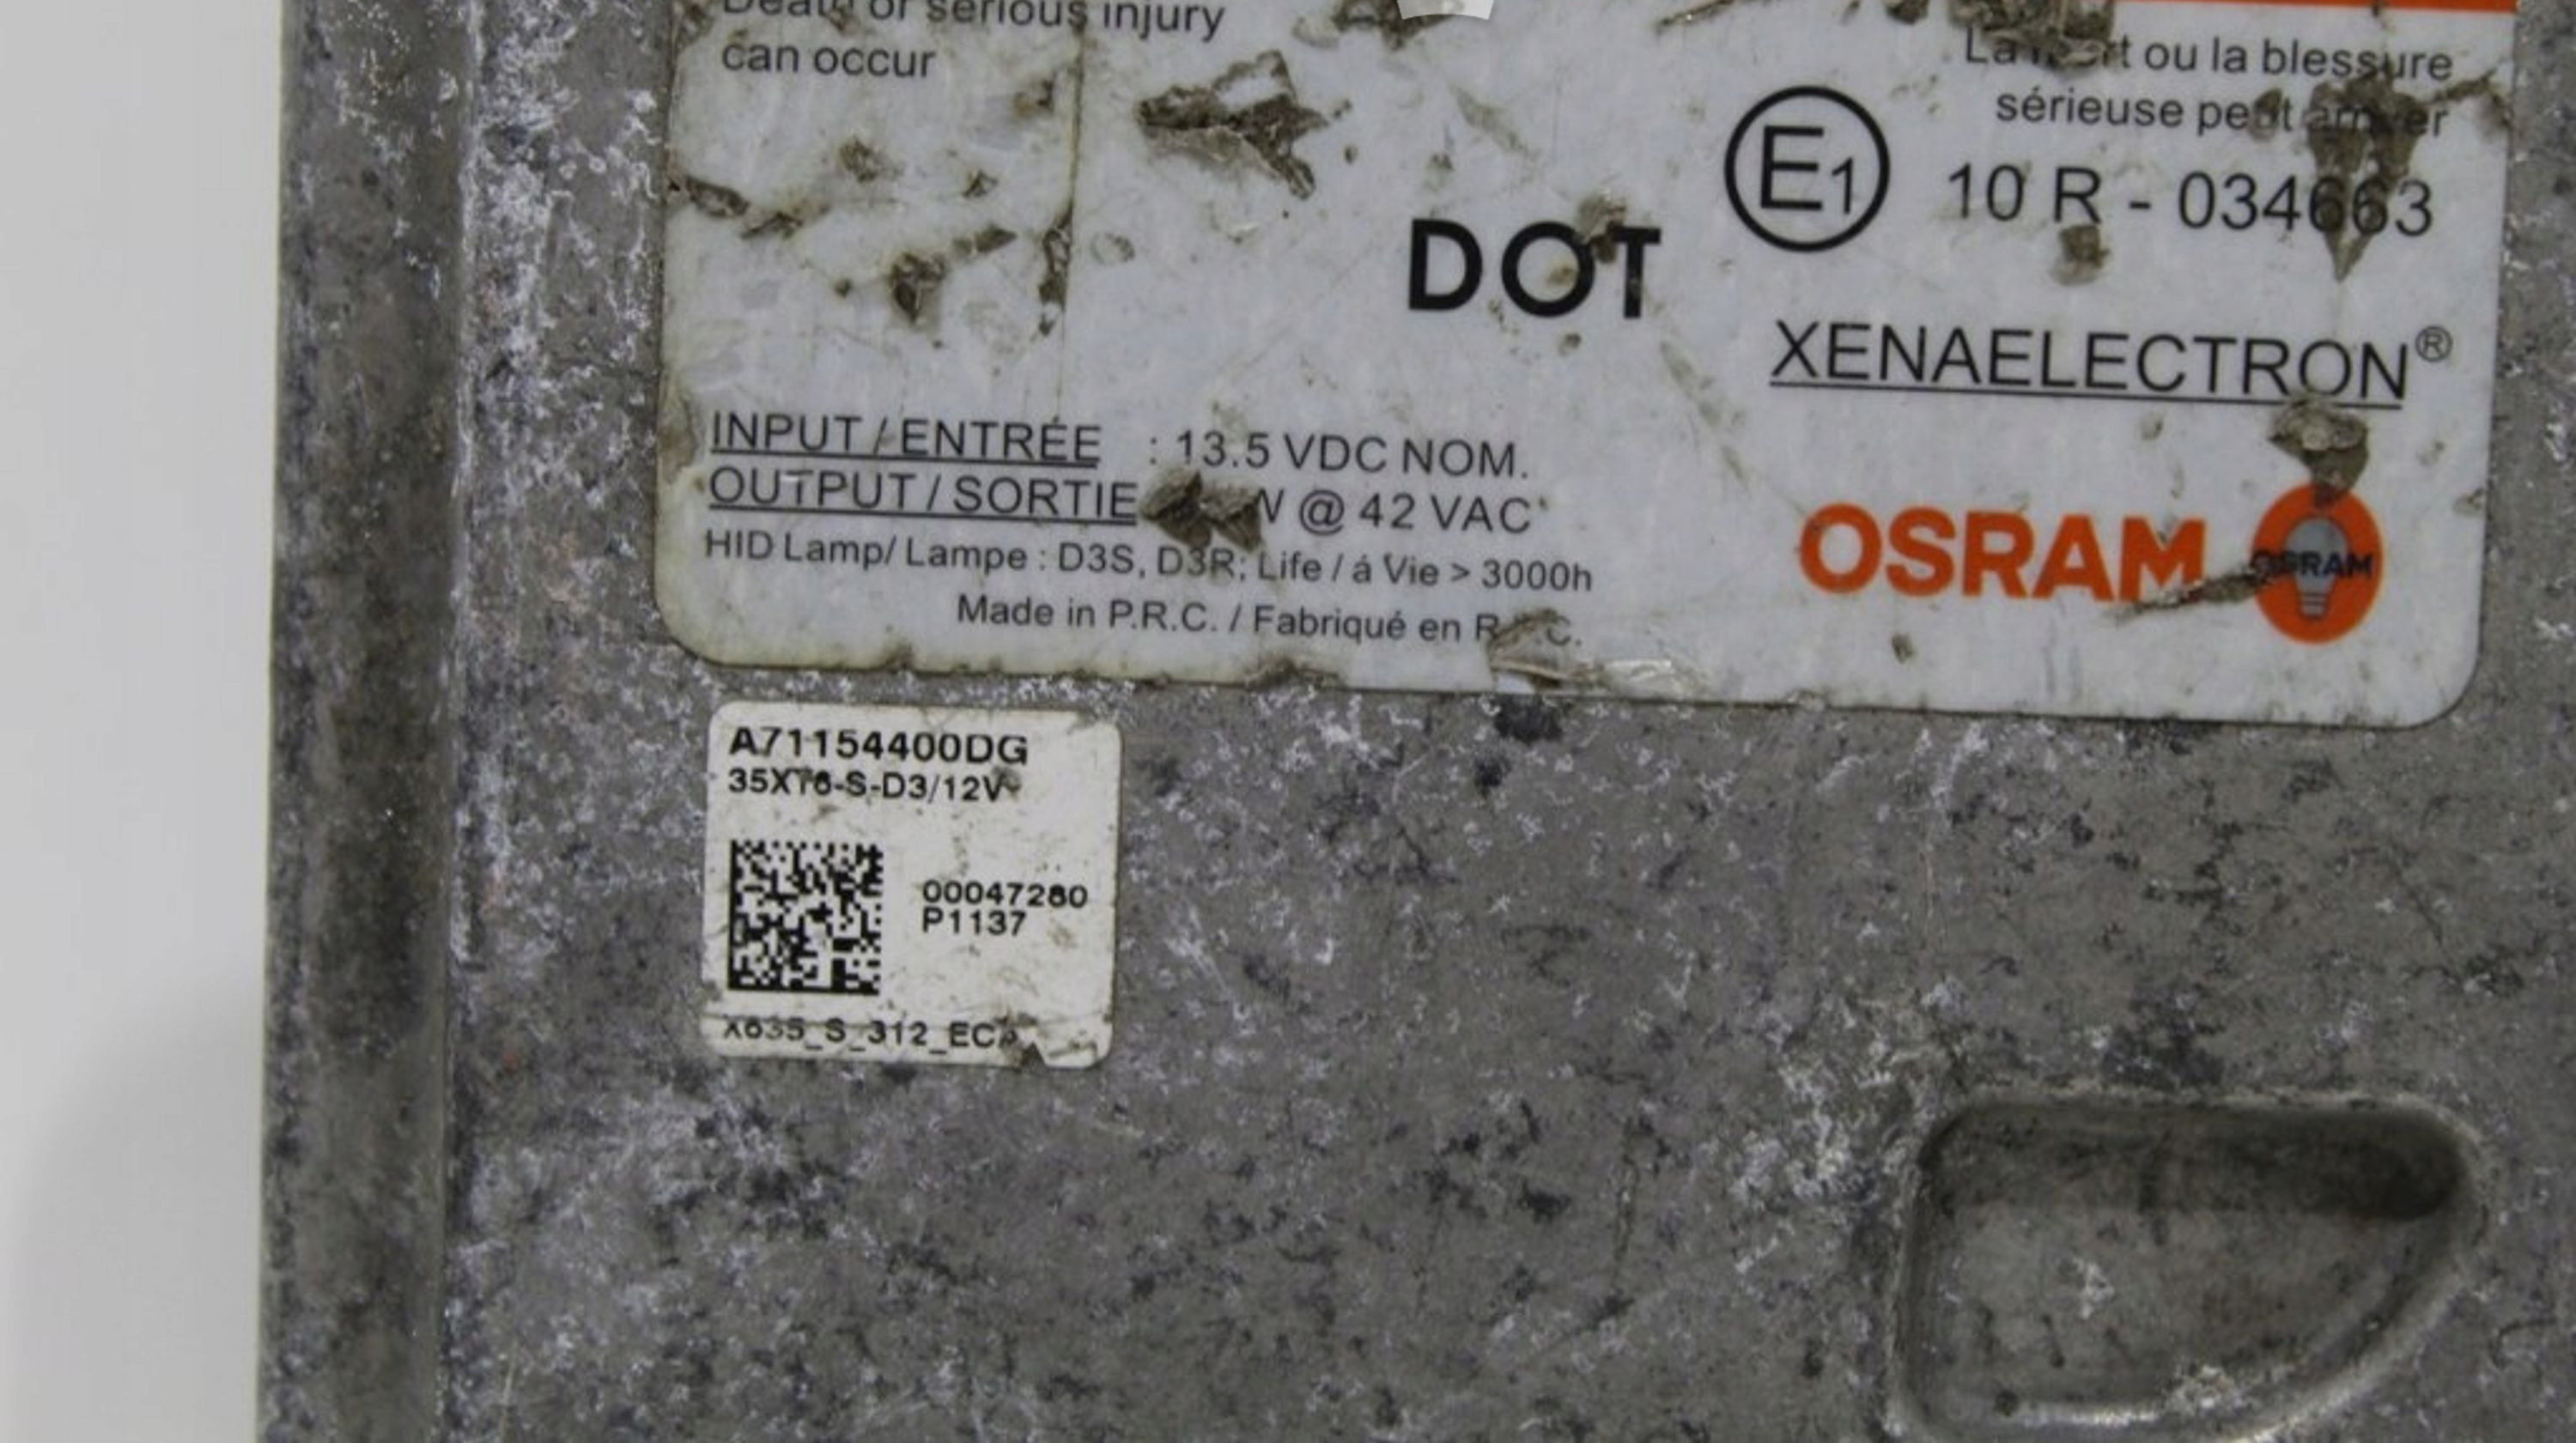 Death or serious injury
can occur
La mort ou la blessure
sérieuse peut arriver
E1
10 R - 034663
DOT
XENAELECTRON®
INPUT / ENTRÉE : 13.5 VDC NOM.
OUTPUT / SORTIE W @ 42 VAC
HID Lamp/ Lampe : D3S, D3R; Life / á Vie > 3000h
Made in P.R.C. / Fabriqué en
OSRAM
OSRAM
A71154400DG
35XT6-S-D3/12V
00047280
P1137